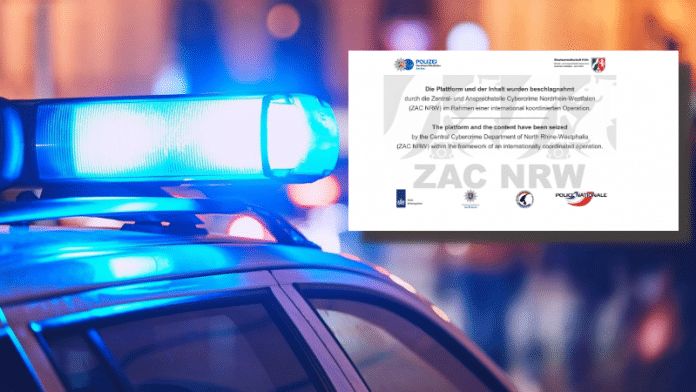 POLIZEI
Die Plattform und der Inhalt wurden beschlagnahmt
durch die Zentral- und Ansprechstelle Cybercrime Nordrhein-Westfalen
(ZAC NRW) im Rahmen einer international koordinierten Operation.
The platform and the content have been seized
by the Central Cybercrime Department of North Rhine-Westphalia
(ZAC NRW) within the framework of an internationally coordinated operation.
ZAC NRW
POLICE NATIONALE